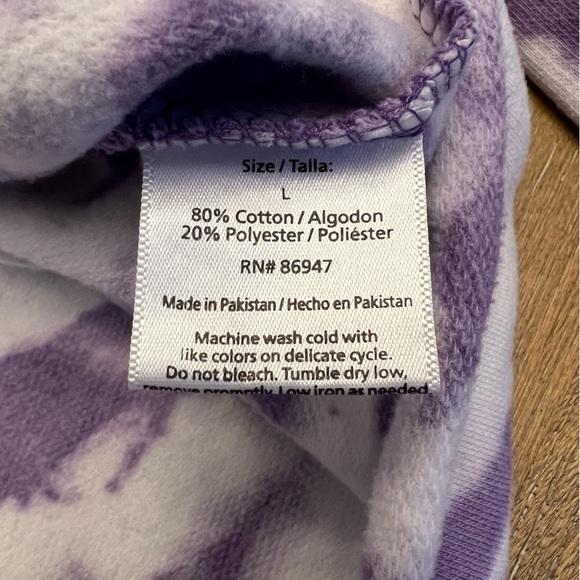 Size / Talla:
L
80% Cotton / Algodon
20% Polyester / Poliéster
RN# 86947
Made in Pakistan / Hecho en Pakistan
Machine wash cold with
like colors on delicate cycle.
Do not bleach. Tumble dry low,
remove promptly. Low iron as needed